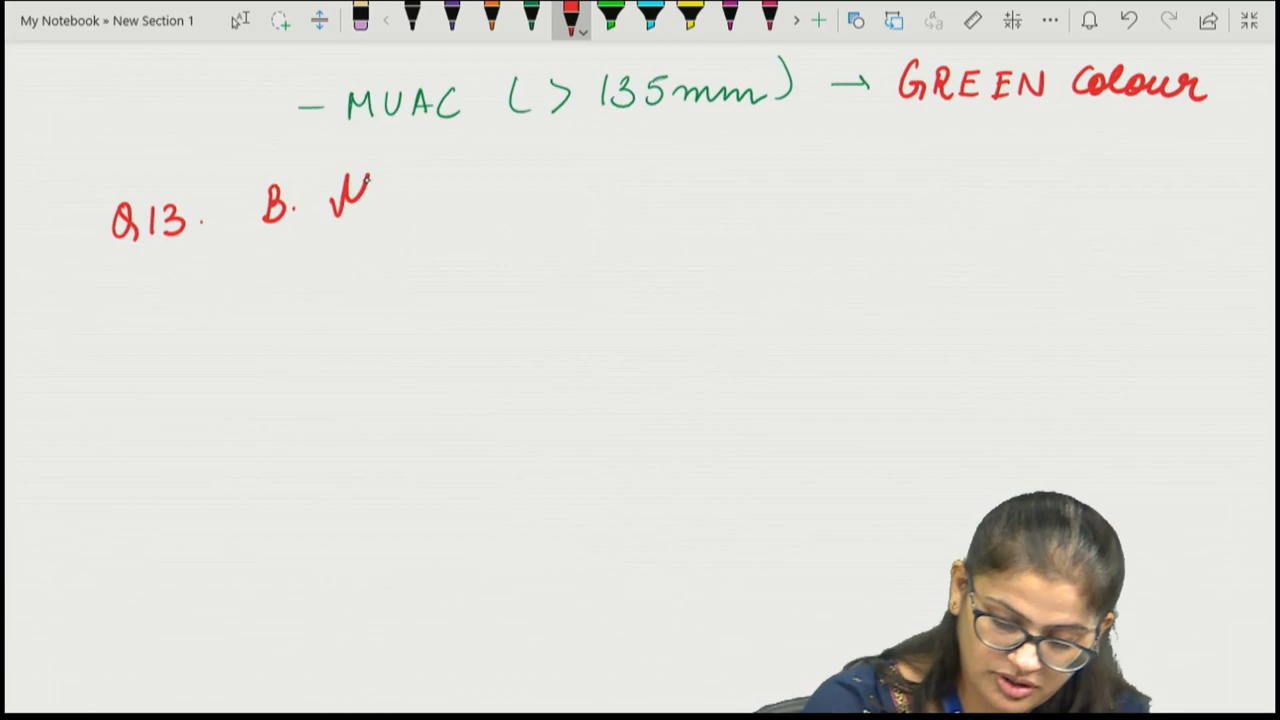 My Notebook » New Section 1
- MUAC (> 135mm) → GREEN Colour
Q13. B.